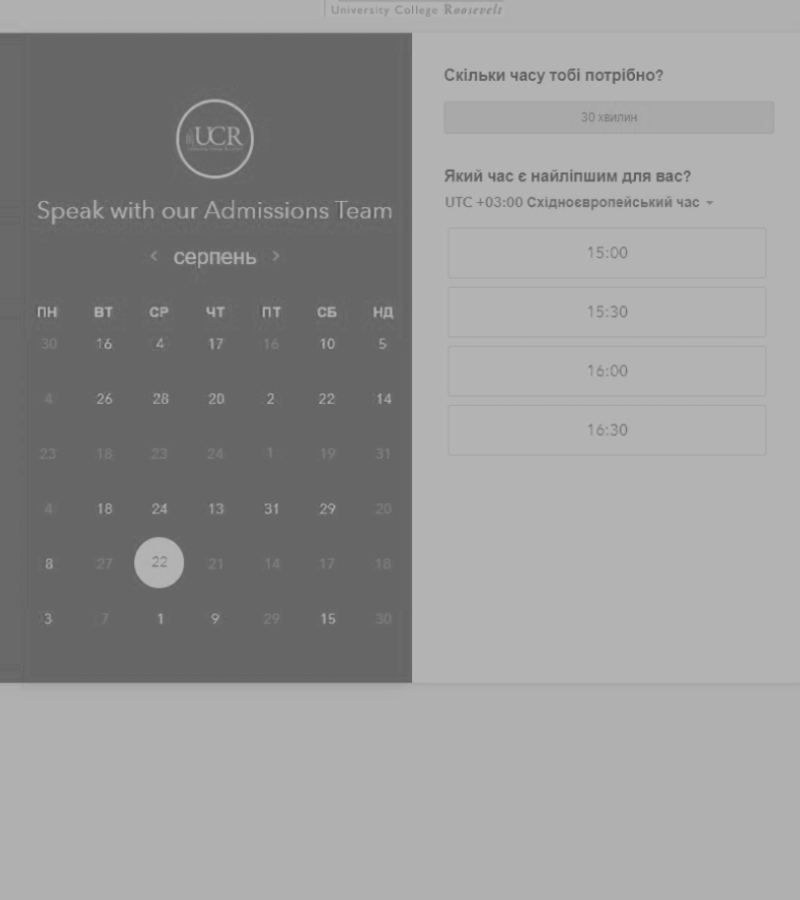 University College Roosevelt
UCR
Speak with our Admissions Team
серпень
ПН ВТ СР ЧТ ПТ СБ НД
30 16 4 17 16 10 5
4 26 28 20 2 22 14
23 18 23 24 1 19 31
4 18 24 13 31 29 20
8 27 22 21 14 17 18
3 7 1 9 29 15 30
Скільки часу тобі потрібно?
30 хвилин
Який час є найліпшим для вас?
UTC +03:00 Східноєвропейський час
15:00
15:30
16:00
16:30